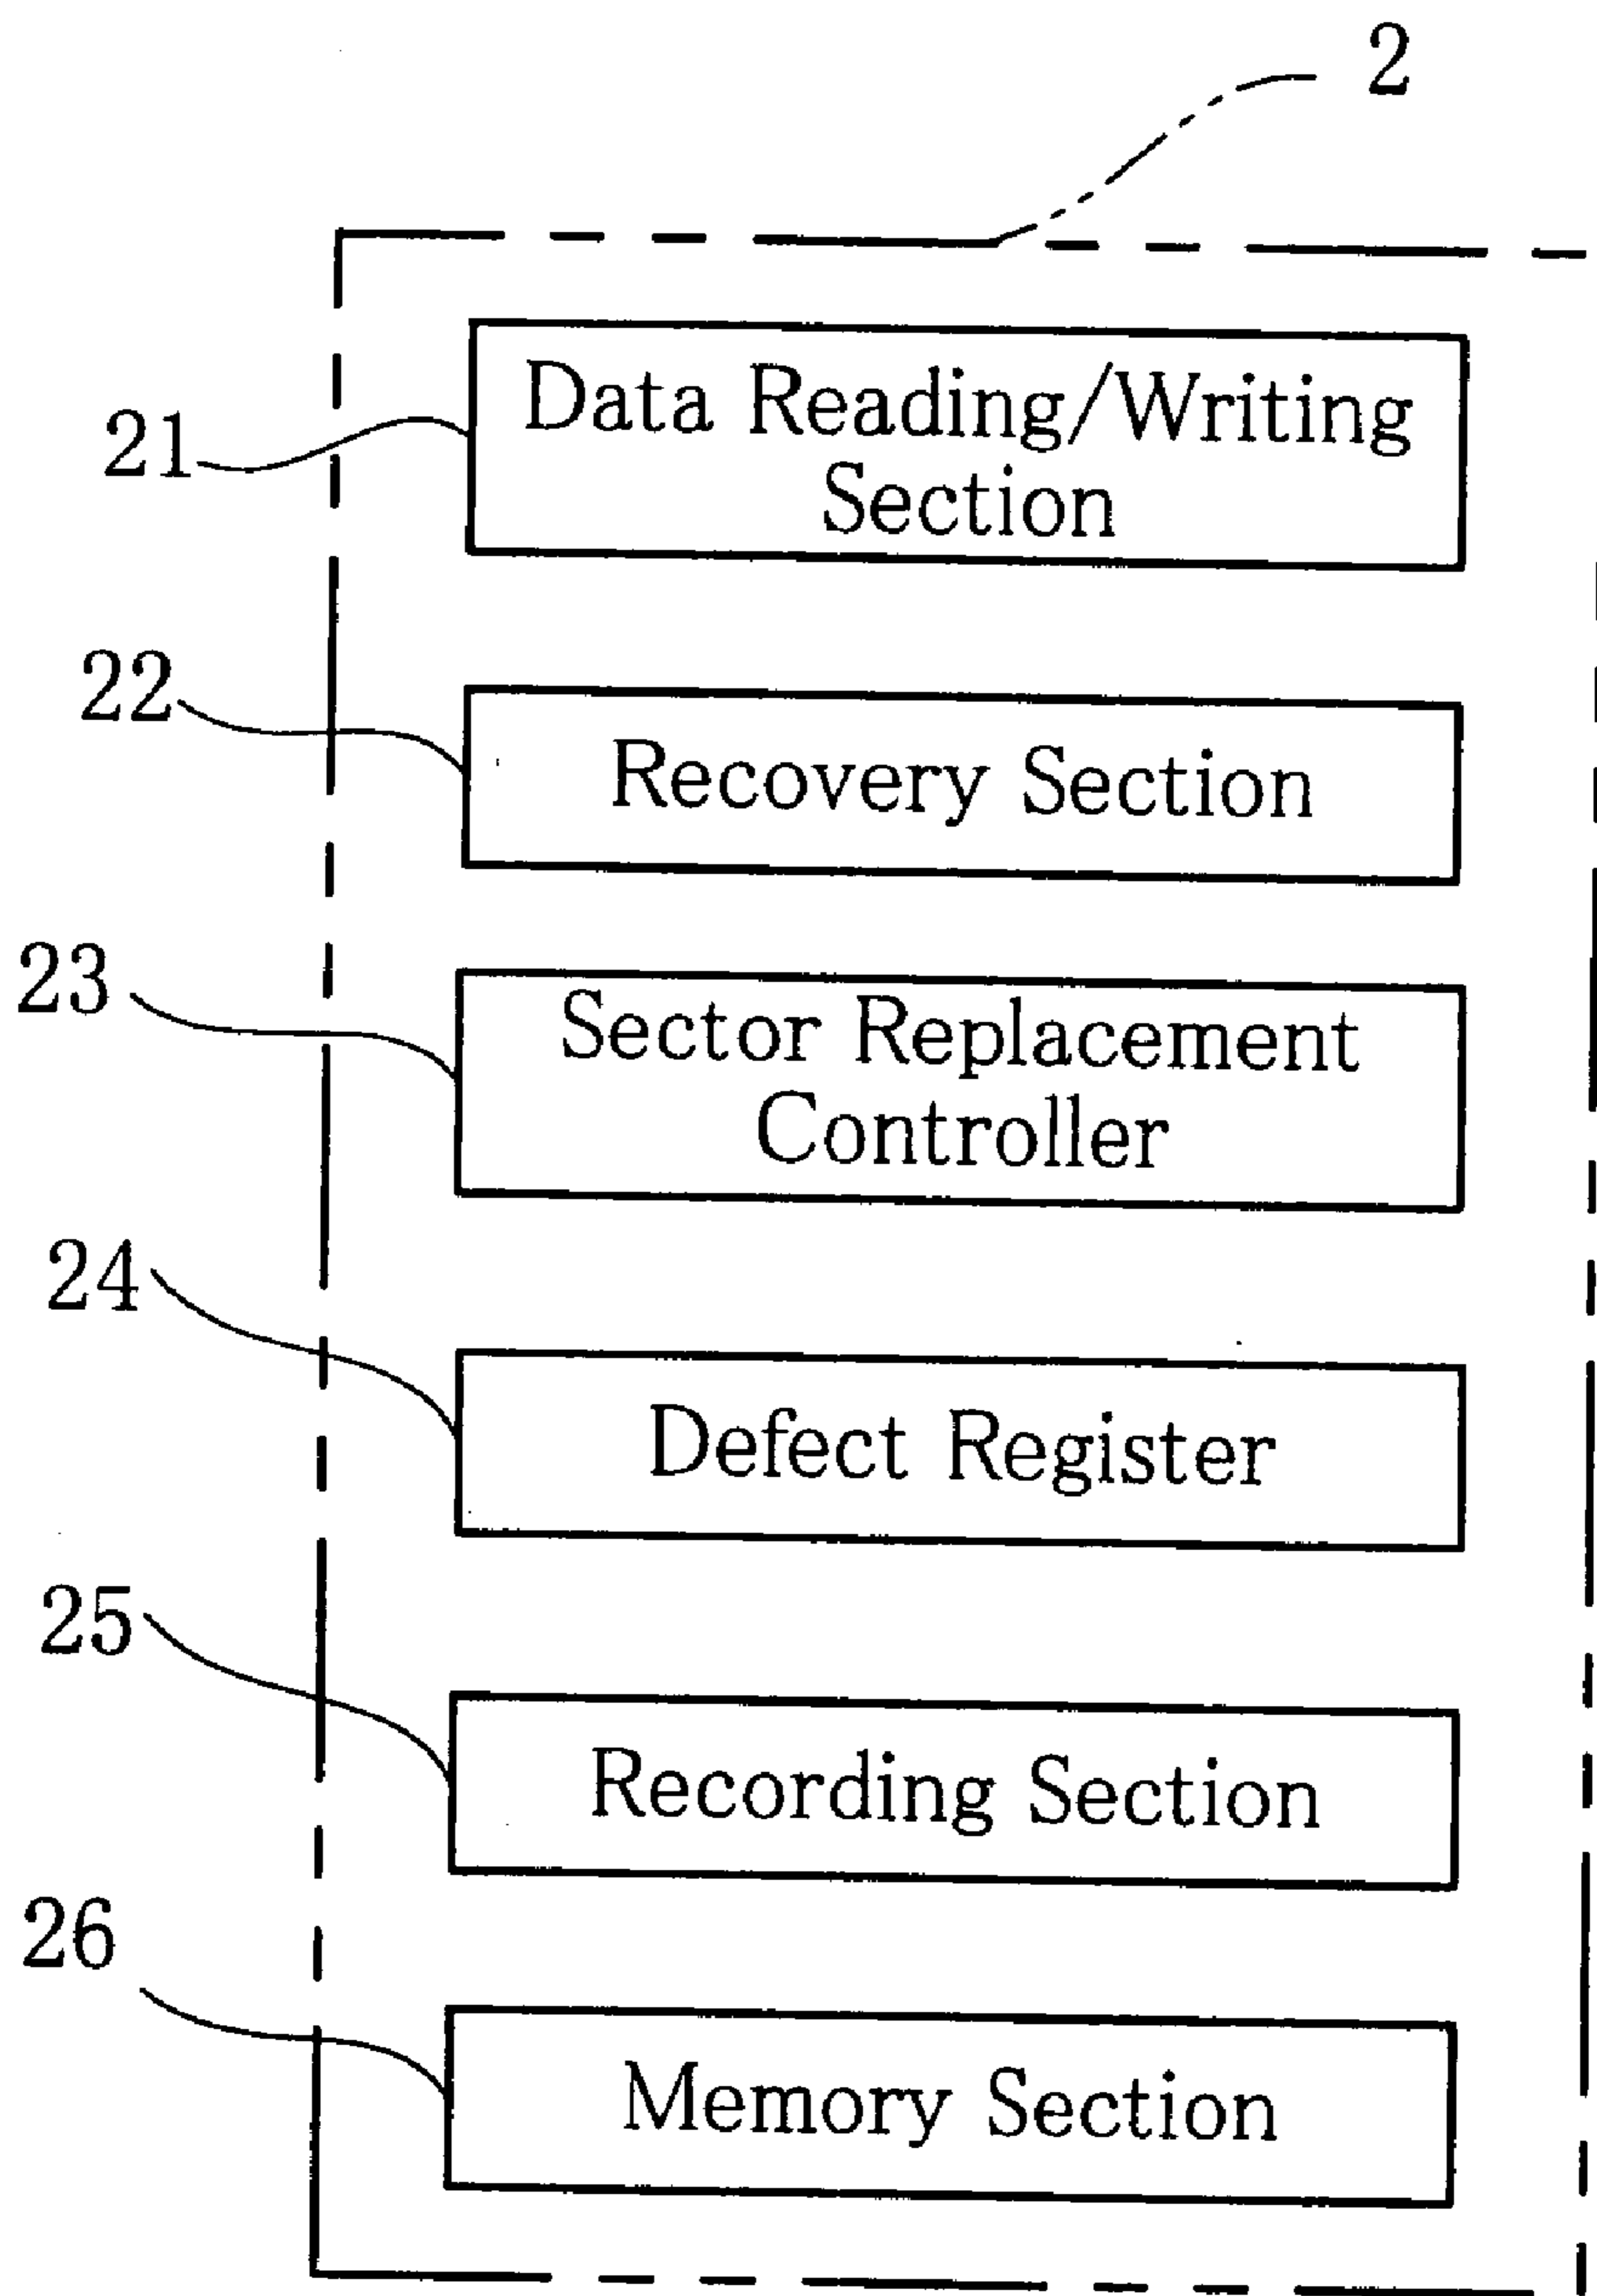 2
21
Data Reading/Writing
Section
22
Recovery Section
23
Sector Replacement
Controller
24
Defect Register
25
Recording Section
26
Memory Section